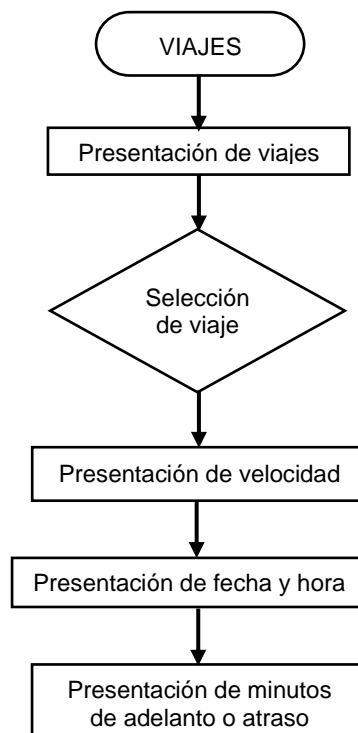 VIAJES
Presentación de viajes
Selección
de viaje
Presentación de velocidad
Presentación de fecha y hora
Presentación de minutos
de adelanto o atraso